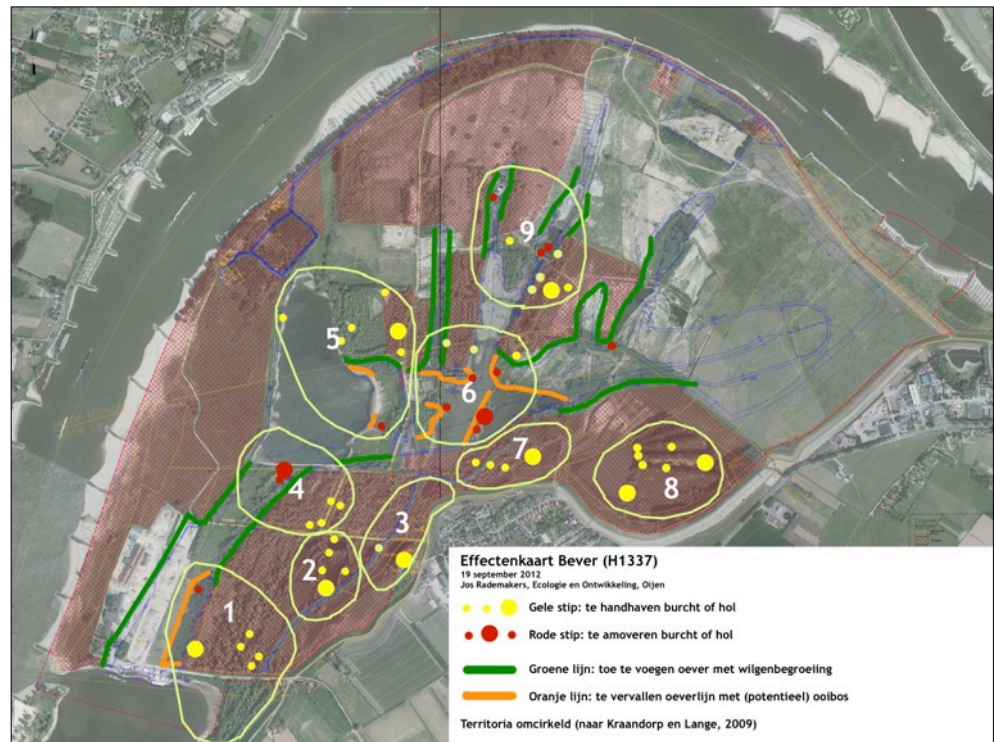 9
5
6
7
4
8
3
2
1
Effectenkaart Bever (H1337)
19 september 2012
Jos Rademakers, Ecologie en Ontwikkeling, Oijen
Gele stip: te handhaven burcht of hol
Rode stip: te amoveren burcht of hol
Groene lijn: toe te voegen oever met wilgenbegroeiing
Oranje lijn: te vervallen oeverlijn met (potentieel) ooibos
Territoria omcirkeld (naar Kraandorp en Lange, 2009)